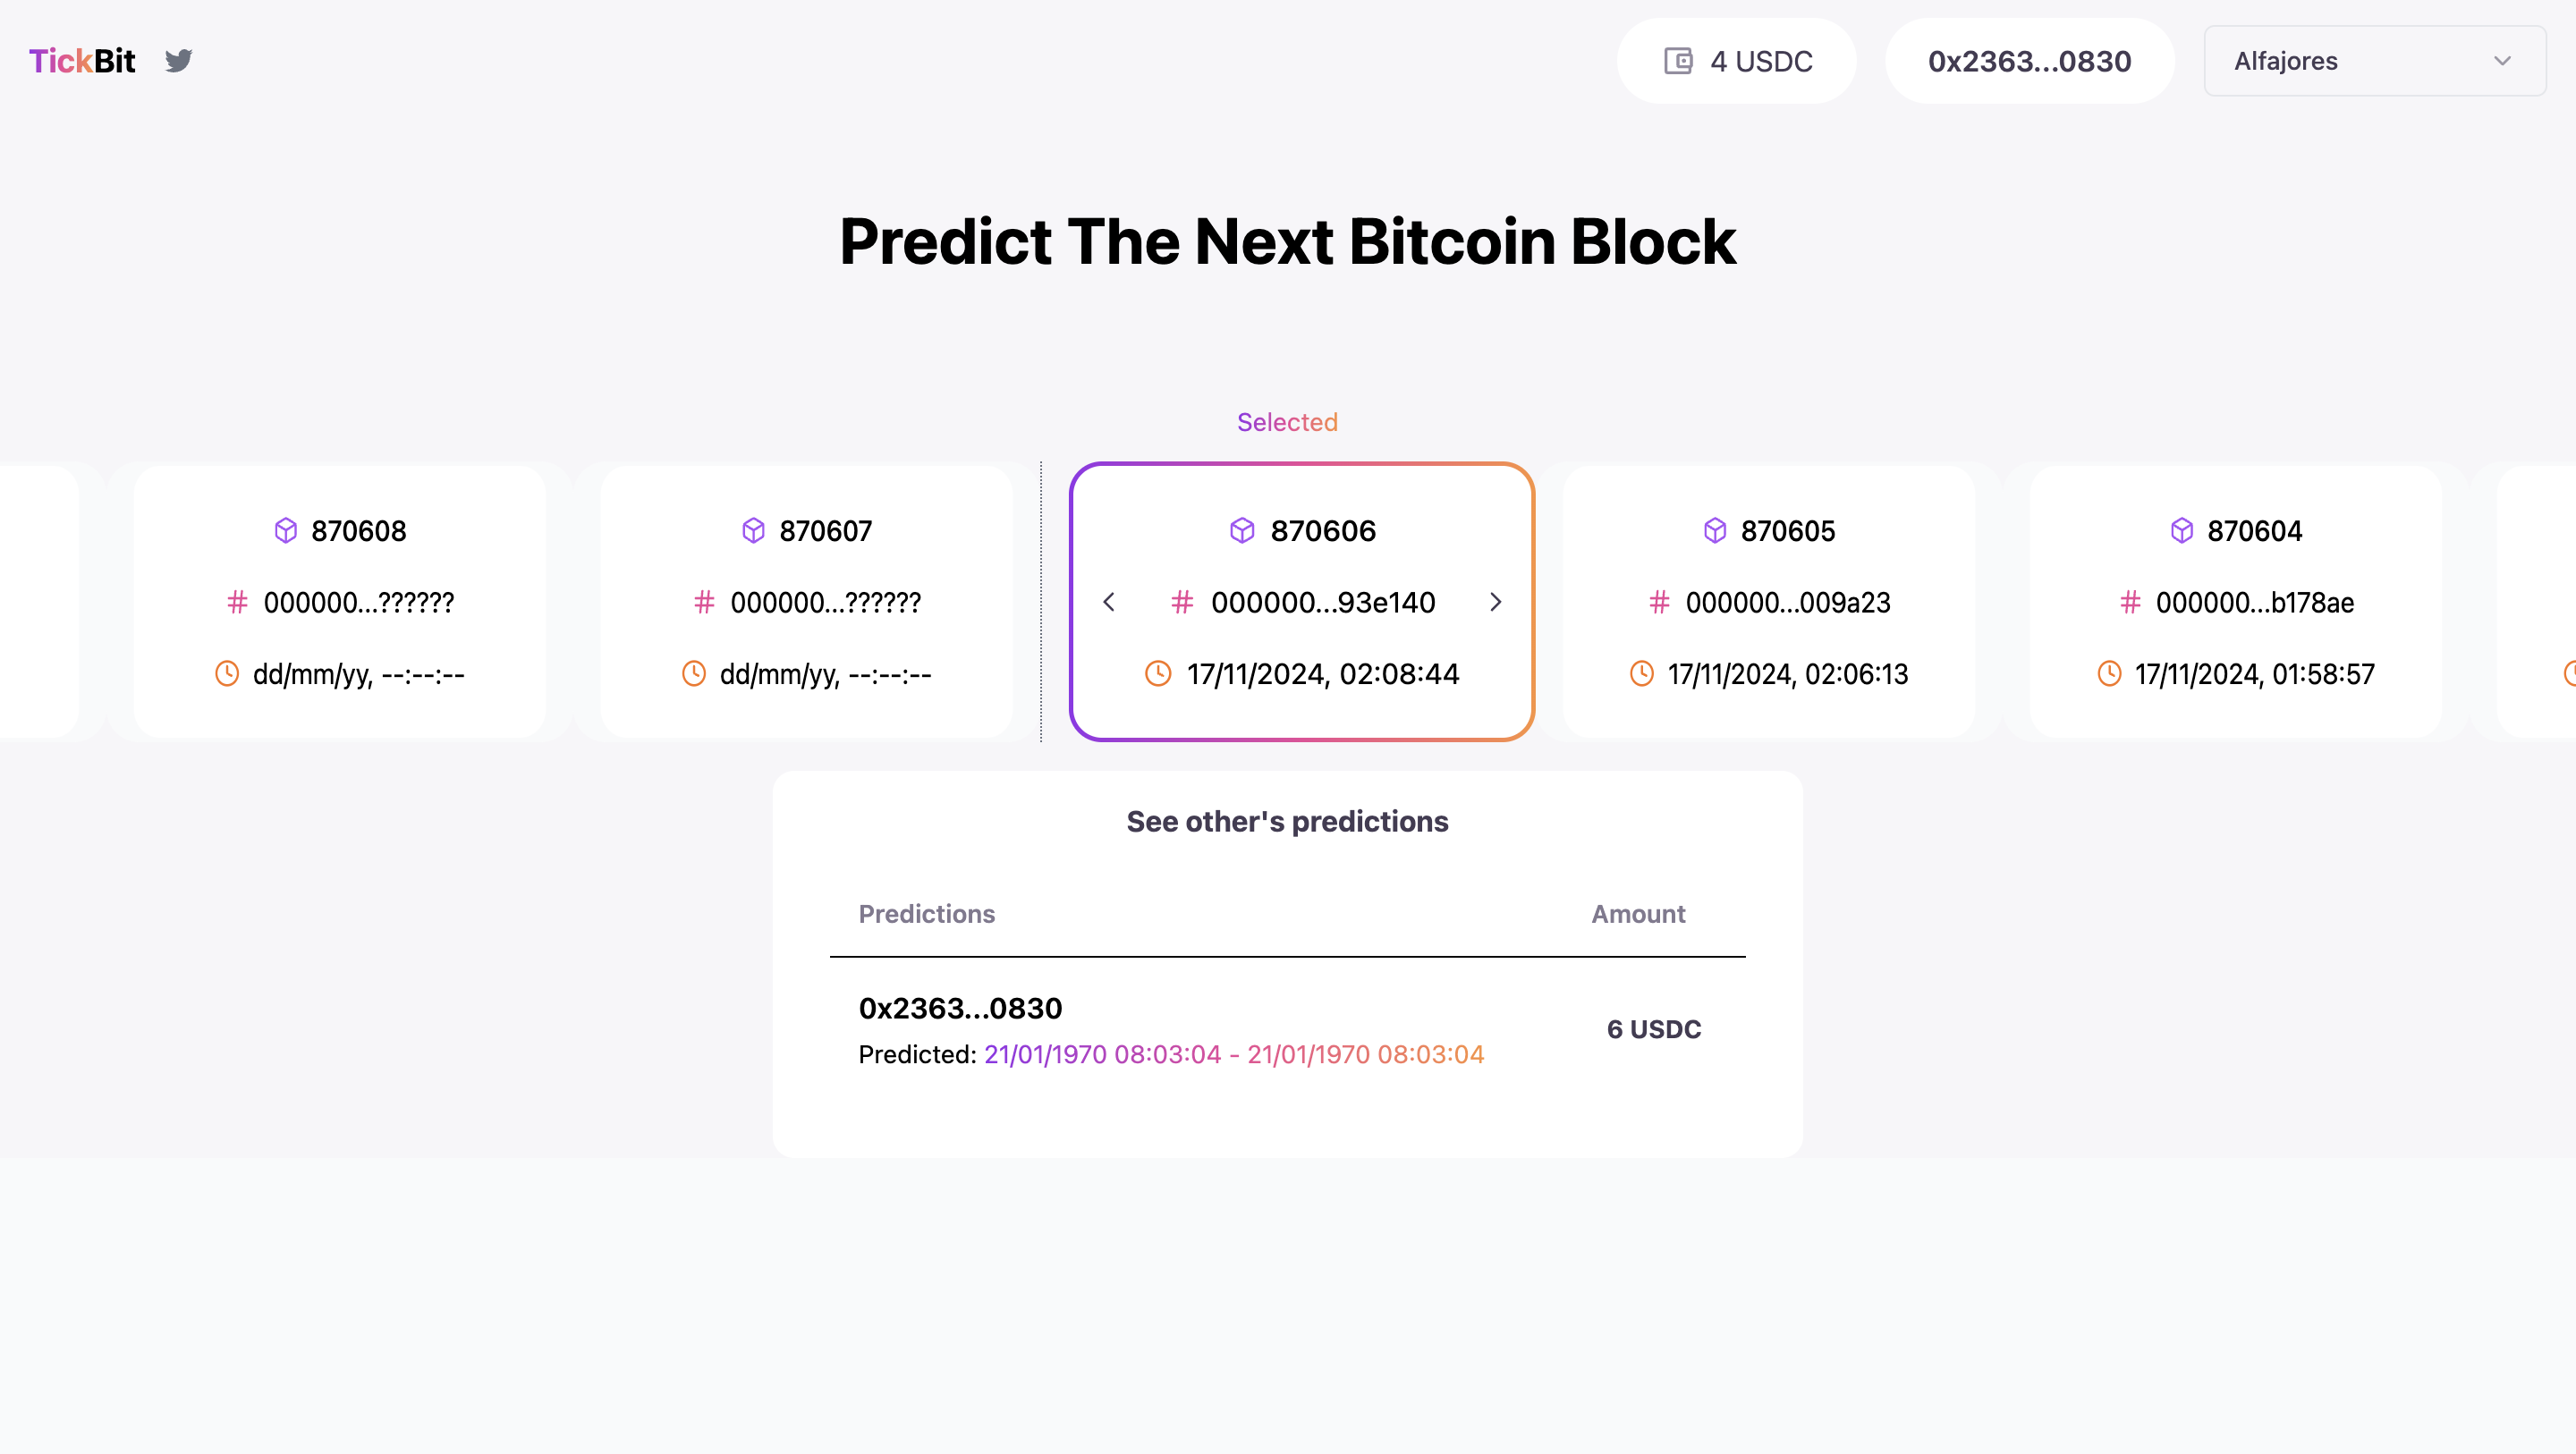 TickBit
4 USDC
0x2363...0830
Alfajores
Predict The Next Bitcoin Block
Selected
870608
# 000000...??????
dd/mm/yy, --:--:--
870607
# 000000...??????
dd/mm/yy, --:--:--
870606
# 000000...93e140
17/11/2024, 02:08:44
870605
# 000000...009a23
17/11/2024, 02:06:13
870604
# 000000...b178ae
17/11/2024, 01:58:57
See other's predictions
Predictions
Amount
0x2363...0830
Predicted: 21/01/1970 08:03:04 - 21/01/1970 08:03:04
6 USDC